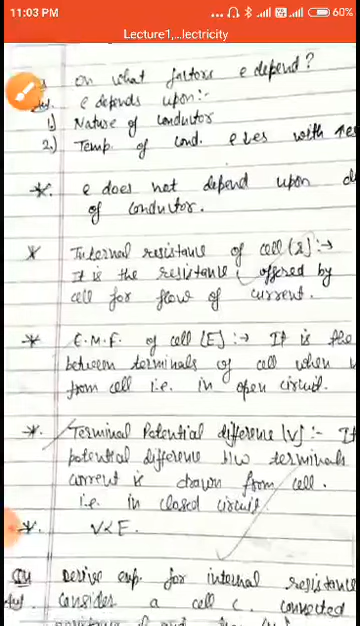 11:03 PM ... 60%
Lecture1,...lectricity
on what factors e depend?
Ans. e depends upon:-
1.) Nature of conductor
2.) Temp. of cond. e ↑es with ↑es
* e does not depend upon
of conductor.
* Internal resistance of cell (r) :→
It is the resistance offered by
cell for flow of current.
* E.M.F. of cell [E] :→ It is the
between terminals of cell when
from cell i.e. in open circuit.
* Terminal Potential difference [V] :- It
potential difference b/w terminals
current is drawn from cell.
i.e. in closed circuit.
* V<E.
Qu Derive exp. for internal resistance
Ans. Consider a cell c. connected